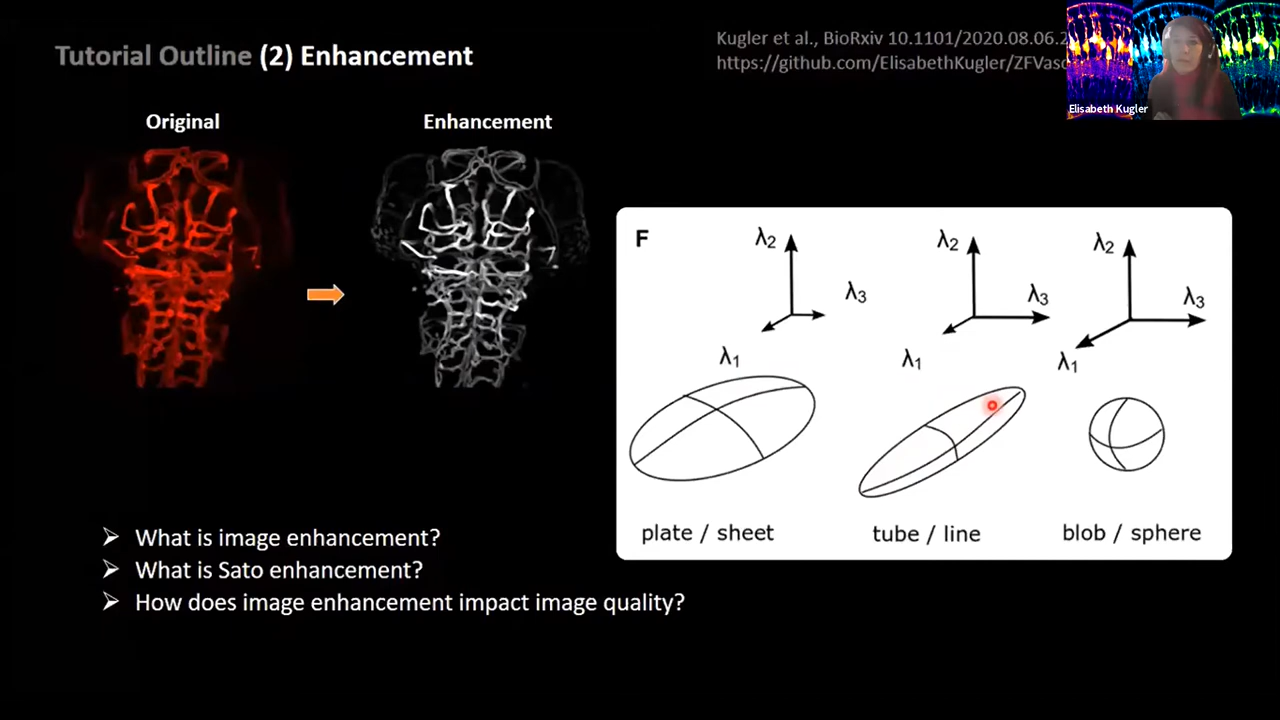 Tutorial Outline (2) Enhancement
Kugler et al., BioRxiv 10.1101/2020.08.06.2
https://github.com/ElisabethKugler/ZFVasc
Elisabeth Kugler
Original
Enhancement
F
λ2
λ3
λ1
λ2
λ3
λ1
λ2
λ3
λ1
plate / sheet
tube / line
blob / sphere
➢ What is image enhancement?
➢ What is Sato enhancement?
➢ How does image enhancement impact image quality?